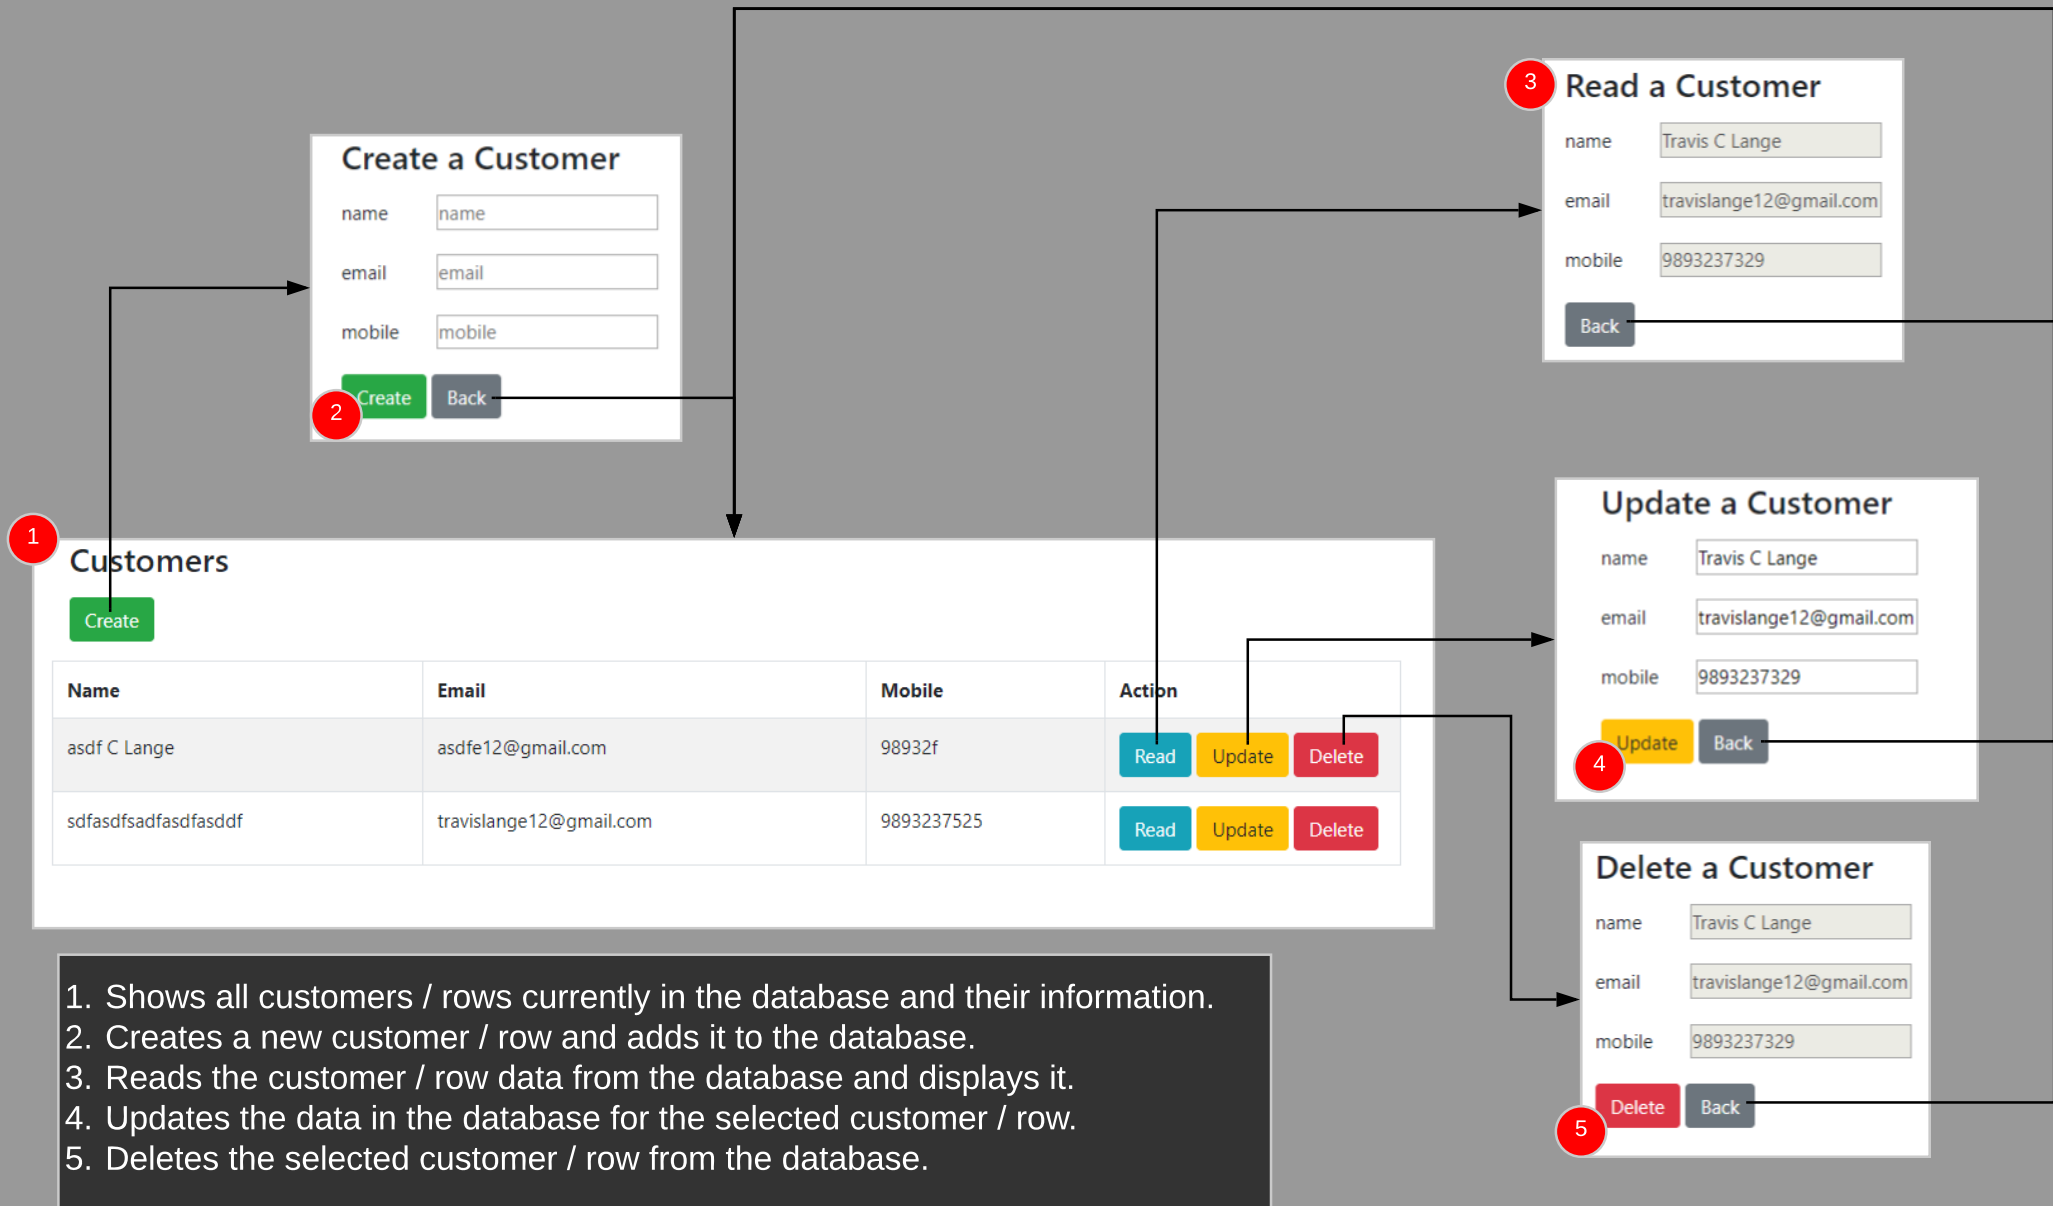 Create a Customer
name name
email email
mobile mobile
Create Back
2
3
Read a Customer
name Travis C Lange
email travislange12@gmail.com
mobile 9893237329
Back
1
Customers
Create
Name Email Mobile Action
asdf C Lange asdfe12@gmail.com 98932f Read Update Delete
sdfasdfsadfasdfasddf travislange12@gmail.com 9893237525 Read Update Delete
Update a Customer
name Travis C Lange
email travislange12@gmail.com
mobile 9893237329
Update Back
4
Delete a Customer
name Travis C Lange
email travislange12@gmail.com
mobile 9893237329
Delete Back
5
1. Shows all customers / rows currently in the database and their information.
2. Creates a new customer / row and adds it to the database.
3. Reads the customer / row data from the database and displays it.
4. Updates the data in the database for the selected customer / row.
5. Deletes the selected customer / row from the database.